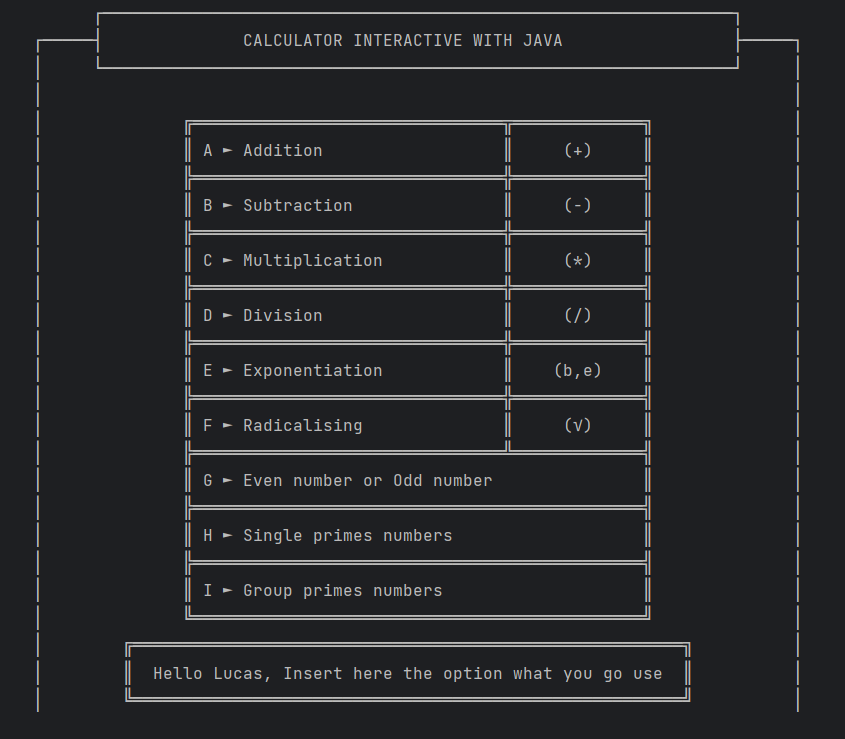 CALCULATOR INTERACTIVE WITH JAVA
A ► Addition (+)
B ► Subtraction (-)
C ► Multiplication (*)
D ► Division (/)
E ► Exponentiation (b,e)
F ► Radicalising (√)
G ► Even number or Odd number
H ► Single primes numbers
I ► Group primes numbers
Hello Lucas, Insert here the option what you go use